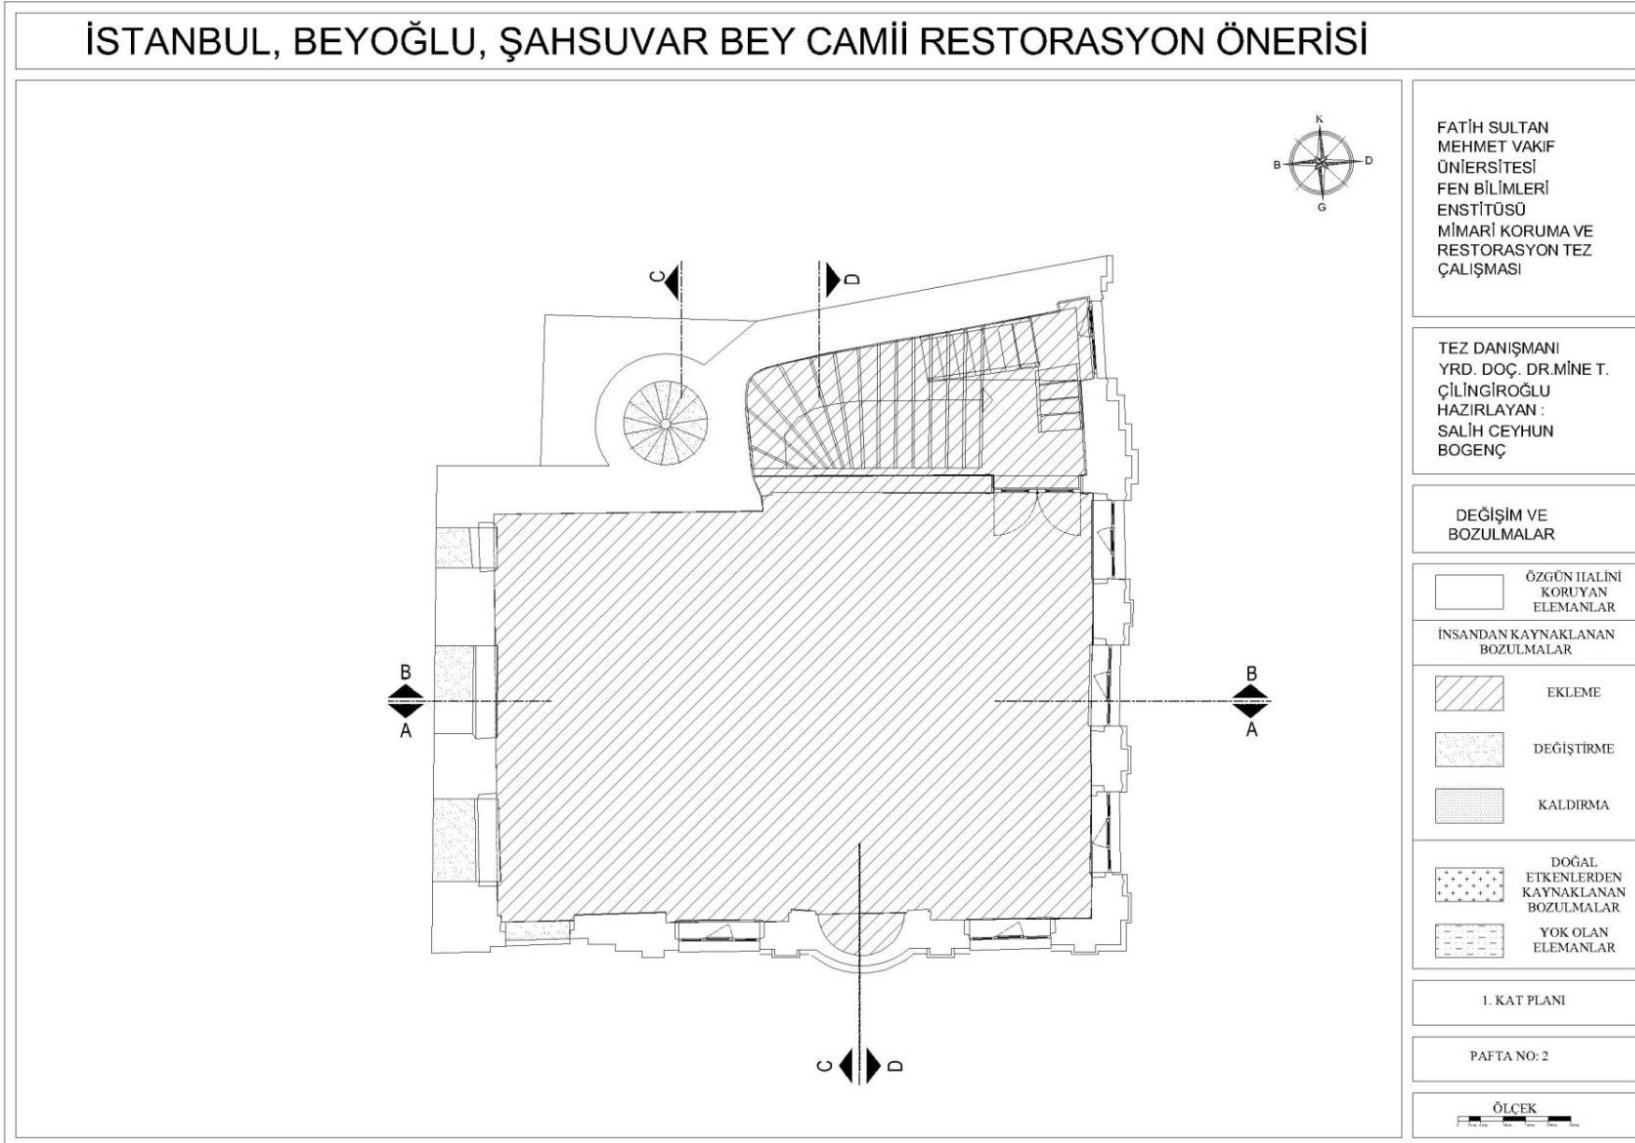 İSTANBUL, BEYOĞLU, ŞAHSUVAR BEY CAMİİ RESTORASYON ÖNERİSİ
K
B
D
G
C
D
B
A
B
A
C
D
FATİH SULTAN
MEHMET VAKIF
ÜNİERSİTESİ
FEN BİLİMLERİ
ENSTİTÜSÜ
MİMARİ KORUMA VE
RESTORASYON TEZ
ÇALIŞMASI
TEZ DANIŞMANI
YRD. DOÇ. DR.MİNE T.
ÇİLİNGİROĞLU
HAZIRLAYAN :
SALİH CEYHUN
BOGENÇ
DEĞİŞİM VE
BOZULMALAR
ÖZGÜN HALİNİ
KORUYAN
ELEMANLAR
İNSANDAN KAYNAKLANAN
BOZULMALAR
EKLEME
DEĞİŞTİRME
KALDIRMA
DOĞAL
ETKENLERDEN
KAYNAKLANAN
BOZULMALAR
YOK OLAN
ELEMANLAR
1. KAT PLANI
PAFTA NO: 2
ÖLÇEK